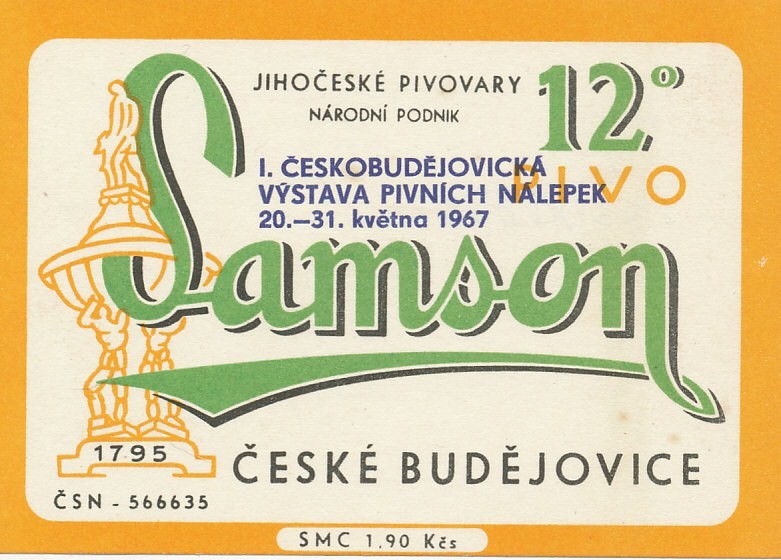 JIHOČESKÉ PIVOVARY
NÁRODNÍ PODNIK
12°
PIVO
I. ČESKOBUDĚJOVICKÁ
VÝSTAVA PIVNÍCH NÁLEPEK
20.—31. května 1967
Samson
1795
ČESKÉ BUDĚJOVICE
ČSN - 566635
SMC 1.90 Kčs